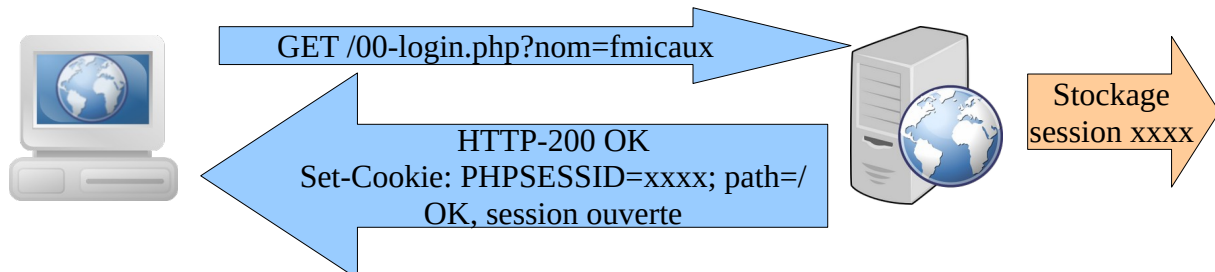 GET /00-login.php?nom=fmicaux
HTTP-200 OK
Set-Cookie: PHPSESSID=xxxx; path=/
OK, session ouverte
Stockage
session xxxx